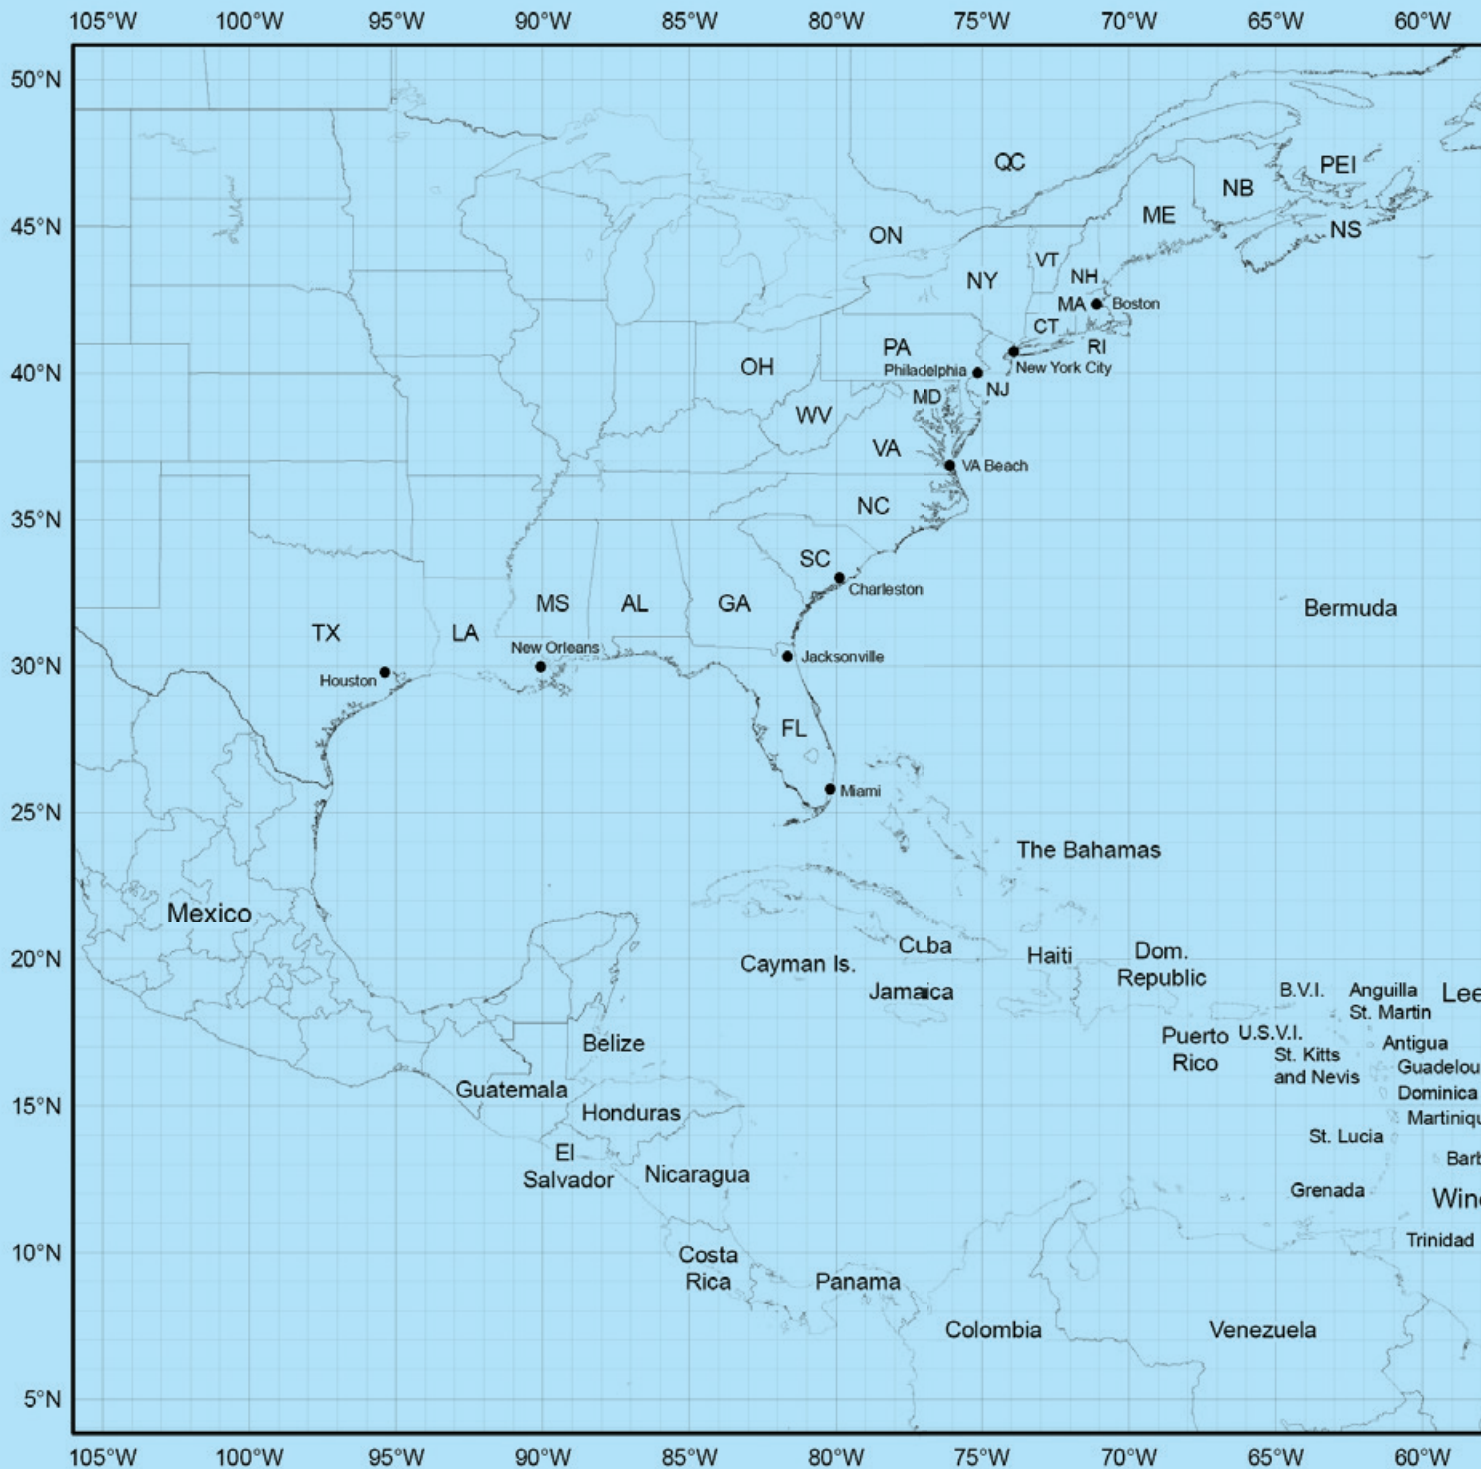 105°W 100°W 95°W 90°W 85°W 80°W 75°W 70°W 65°W 60°W
50°N
QC
PEI
NB
ME
45°N
ON
NS
VT
NH
NY
MA
Boston
CT
RI
PA
OH
New York City
Philadelphia
40°N
NJ
MD
WV
VA
VA Beach
NC
35°N
SC
Charleston
MS
AL
GA
Bermuda
TX
LA
New Orleans
Jacksonville
30°N
Houston
FL
Miami
25°N
The Bahamas
Mexico
Cuba
20°N
Haiti
Dom.
Republic
Cayman Is.
Jamaica
B.V.I.
Anguilla
Lee
St. Martin
Puerto
Rico
U.S.V.I.
Belize
Antigua
St. Kitts
and Nevis
Guadelou
Guatemala
Dominica
15°N
Honduras
Martiniqu
St. Lucia
El
Salvador
Barb
Nicaragua
Grenada
Wind
Trinidad
10°N
Costa
Rica
Panama
Colombia
Venezuela
5°N
105°W 100°W 95°W 90°W 85°W 80°W 75°W 70°W 65°W 60°W